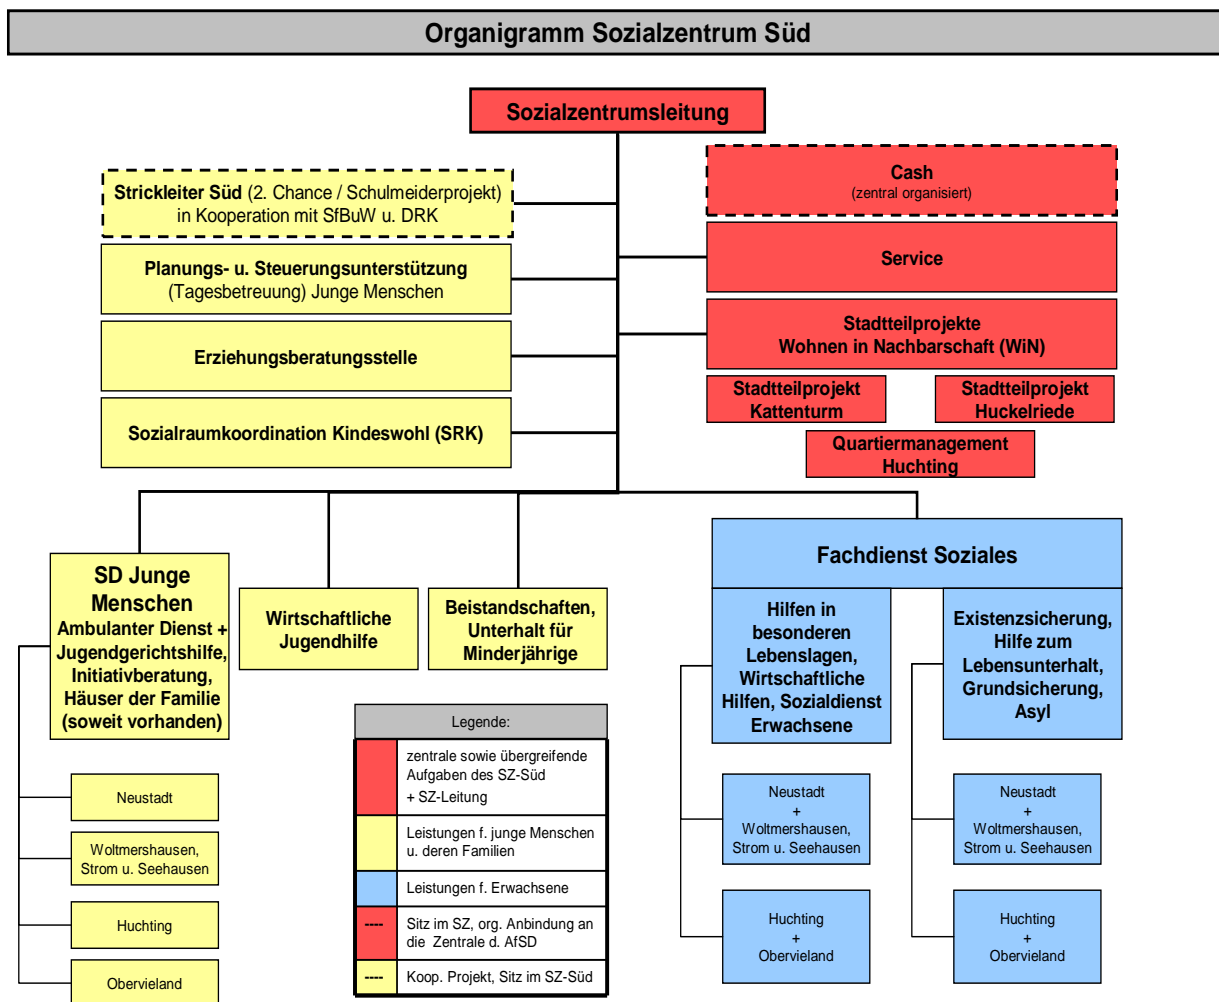 Organigramm Sozialzentrum Süd
Sozialzentrumsleitung
Strickleiter Süd (2. Chance / Schulmeiderprojekt)
in Kooperation mit SfBuW u. DRK
Planungs- u. Steuerungsunterstützung
(Tagesbetreuung) Junge Menschen
Erziehungsberatungsstelle
Sozialraumkoordination Kindeswohl (SRK)
Cash
(zentral organisiert)
Service
Stadtteilprojekte
Wohnen in Nachbarschaft (WiN)
Stadtteilprojekt
Kattenturm
Stadtteilprojekt
Huckelriede
Quartiermanagement
Huchting
SD Junge
Menschen
Ambulanter Dienst +
Jugendgerichtshilfe,
Initiativberatung,
Häuser der Familie
(soweit vorhanden)
Neustadt
Woltmershausen,
Strom u. Seehausen
Huchting
Obervieland
Wirtschaftliche
Jugendhilfe
Beistandschaften,
Unterhalt für
Minderjährige
Fachdienst Soziales
Hilfen in
besonderen
Lebenslagen,
Wirtschaftliche
Hilfen, Sozialdienst
Erwachsene
Neustadt
+
Woltmershausen,
Strom u. Seehausen
Huchting
+
Obervieland
Existenzsicherung,
Hilfe zum
Lebensunterhalt,
Grundsicherung,
Asyl
Neustadt
+
Woltmershausen,
Strom u. Seehausen
Huchting
+
Obervieland
Legende:
zentrale sowie übergreifende
Aufgaben des SZ-Süd
+ SZ-Leitung
Leistungen f. junge Menschen
u. deren Familien
Leistungen f. Erwachsene
---- Sitz im SZ, org. Anbindung an
die Zentrale d. AfSD
---- Koop. Projekt, Sitz im SZ-Süd